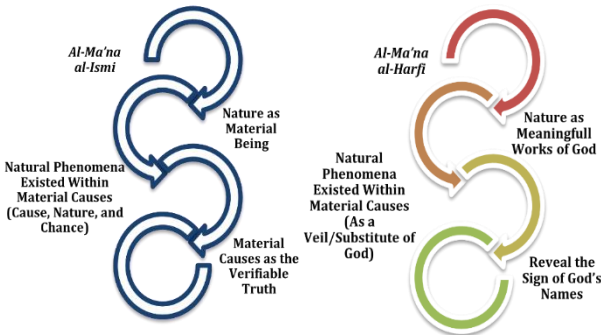 Al-Ma'na
al-Ismi
Nature as
Material
Being
Natural Phenomena
Existed Within
Material Causes
(Cause, Nature, and
Chance)
Material
Causes as the
Verifiable
Truth
Al-Ma'na
al-Harfi
Nature as
Meaningfull
Works of God
Natural
Phenomena
Existed Within
Material Causes
(As a
Veil/Substitute of
God)
Reveal the
Sign of God's
Names